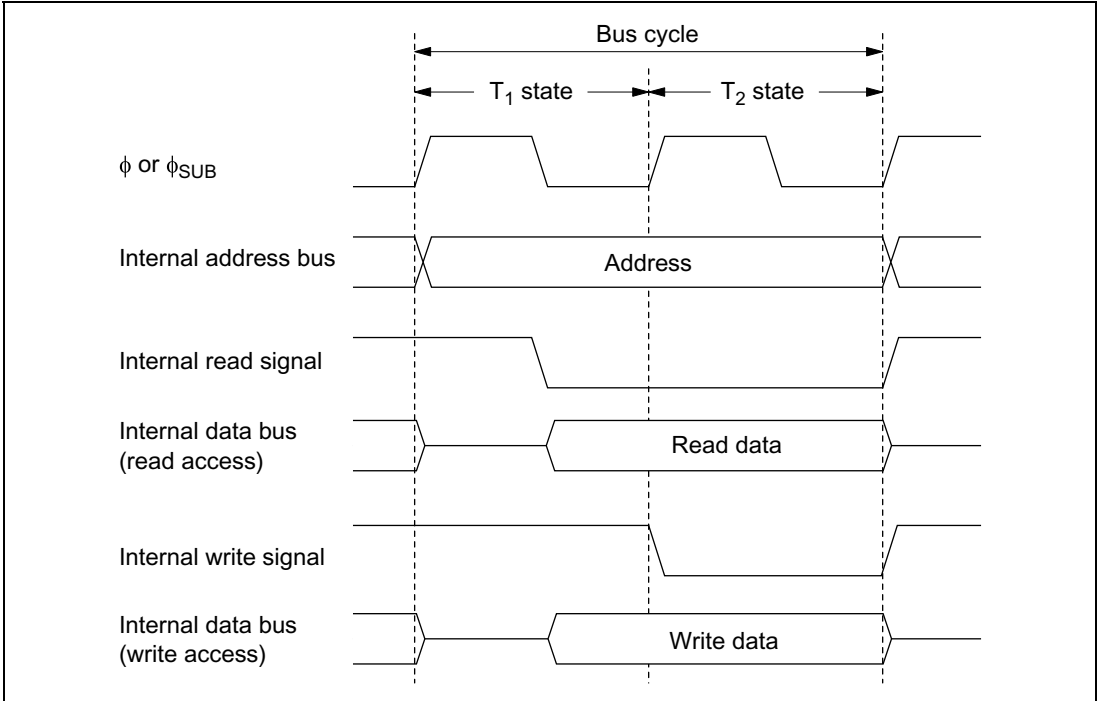 Bus cycle
T₁ state
T₂ state
ϕ or ϕSUB
Internal address bus
Address
Internal read signal
Internal data bus
(read access)
Read data
Internal write signal
Internal data bus
(write access)
Write data